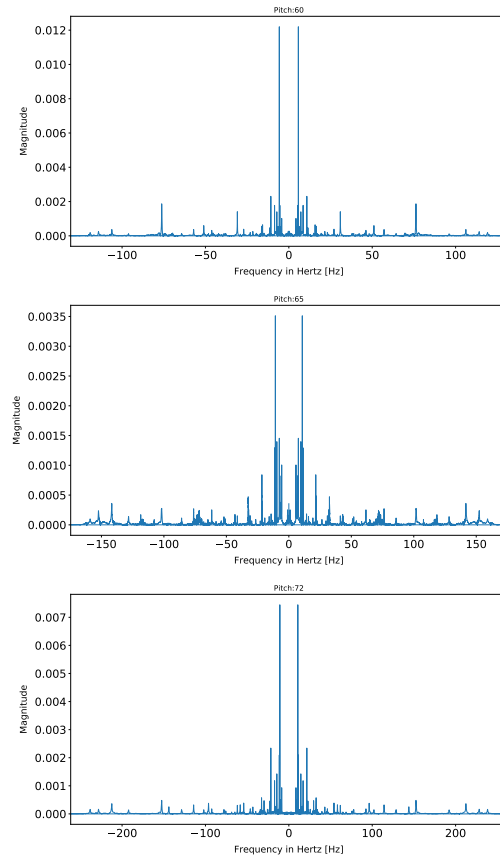 Pitch:60
0.012
0.010
0.008
0.006
0.004
0.002
0.000
Magnitude
−100 −50 0 50 100
Frequency in Hertz [Hz]
Pitch:65
0.0035
0.0030
0.0025
0.0020
0.0015
0.0010
0.0005
0.0000
Magnitude
−150 −100 −50 0 50 100 150
Frequency in Hertz [Hz]
Pitch:72
0.007
0.006
0.005
0.004
0.003
0.002
0.001
0.000
Magnitude
−200 −100 0 100 200
Frequency in Hertz [Hz]